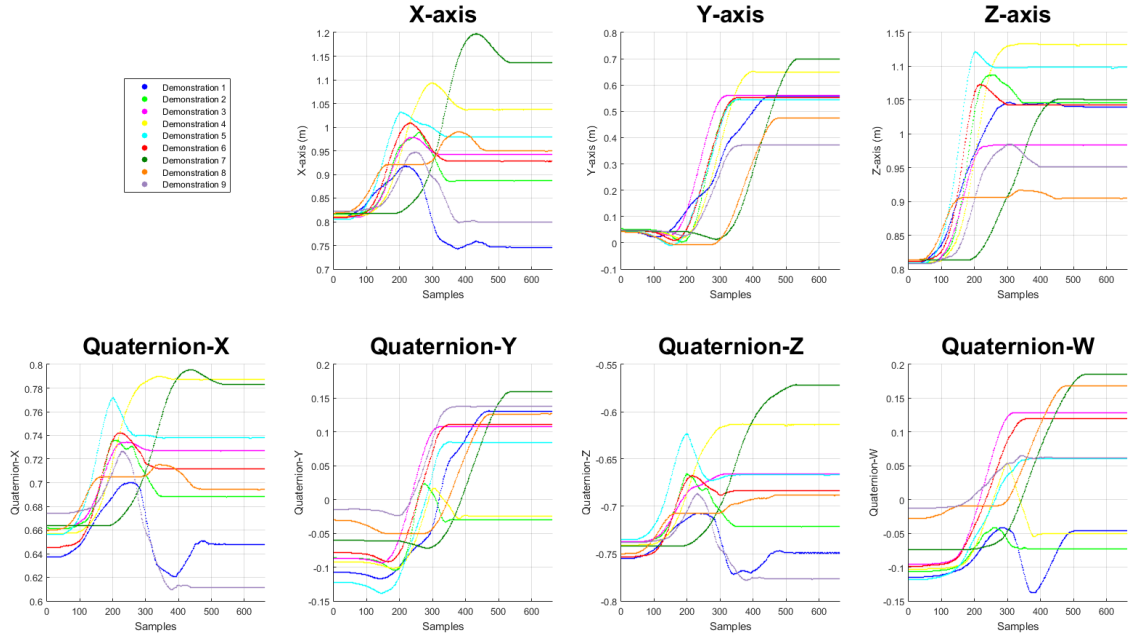 X-axis Y-axis Z-axis
Demonstration 1
Demonstration 2
Demonstration 3
Demonstration 4
Demonstration 5
Demonstration 6
Demonstration 7
Demonstration 8
Demonstration 9
X-axis (m)
1.2
1.15
1.1
1.05
1
0.95
0.9
0.85
0.8
0.75
0.7
0 100 200 300 400 500 600
Samples
Y-axis (m)
0.8
0.7
0.6
0.5
0.4
0.3
0.2
0.1
0
-0.1
0 100 200 300 400 500 600
Samples
Z-axis (m)
1.15
1.1
1.05
1
0.95
0.9
0.85
0.8
0 100 200 300 400 500 600
Samples
Quaternion-X Quaternion-Y Quaternion-Z Quaternion-W
Quaternion-X
0.8
0.78
0.76
0.74
0.72
0.7
0.68
0.66
0.64
0.62
0.6
0 100 200 300 400 500 600
Samples
Quaternion-Y
0.2
0.15
0.1
0.05
0
-0.05
-0.1
-0.15
0 100 200 300 400 500 600
Samples
Quaternion-Z
-0.55
-0.6
-0.65
-0.7
-0.75
-0.8
0 100 200 300 400 500 600
Samples
Quaternion-W
0.2
0.15
0.1
0.05
0
-0.05
-0.1
-0.15
0 100 200 300 400 500 600
Samples